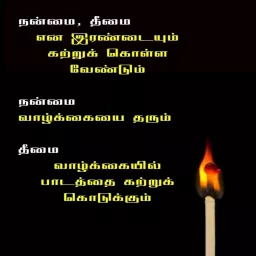 நன்மை, தீமை
என இரண்டையும்
கற்றுக் கொள்ள
வேண்டும்
நன்மை
வாழ்க்கையை தரும்
தீமை
வாழ்க்கையில்
பாடத்தை கற்றுக்
கொடுக்கும்